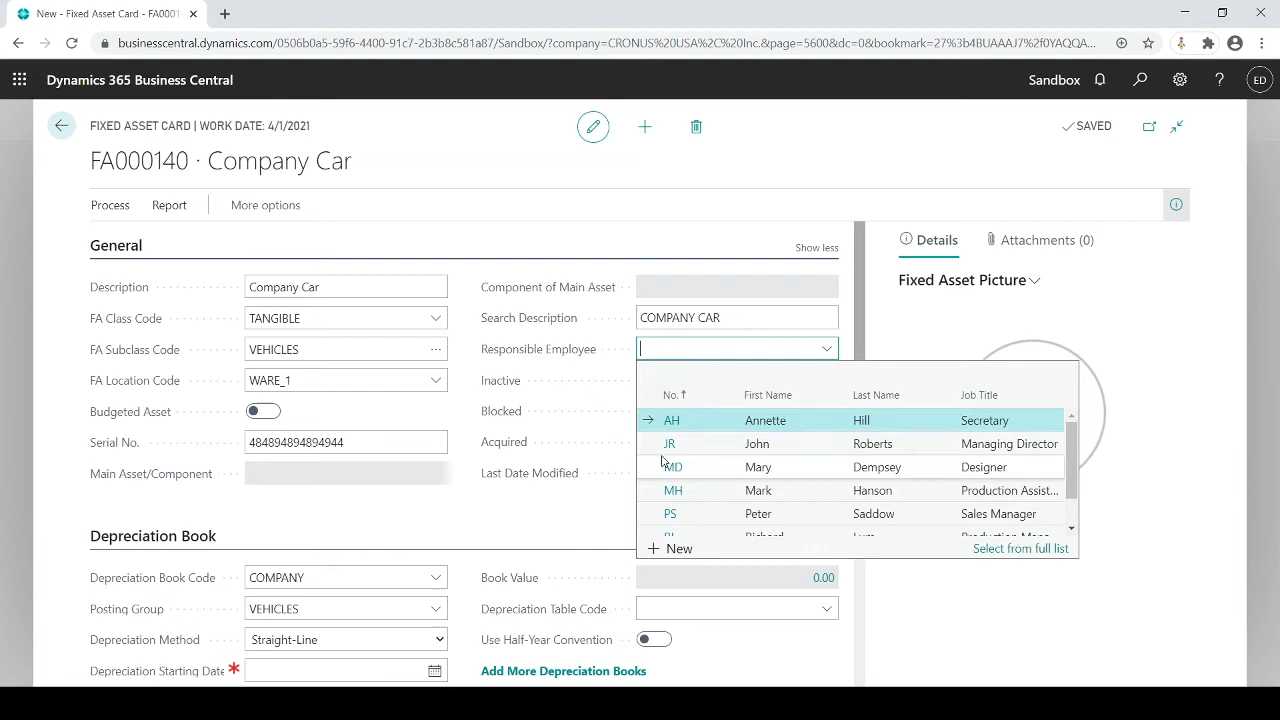 New - Fixed Asset Card - FA0001
businesscentral.dynamics.com/0506b0a5-59f6-4400-91c7-2b3b8c581a87/Sandbox/?company=CRONUS%20USA%2C%20Inc.&page=5600&dc=0&bookmark=27%3b4BUAAAJ7%2f0YAQQA...
Dynamics 365 Business Central
Sandbox
ED
FIXED ASSET CARD | WORK DATE: 4/1/2021
SAVED
FA000140 · Company Car
Process Report More options
General
Show less
Details Attachments (0)
Description Company Car Component of Main Asset
Fixed Asset Picture
FA Class Code TANGIBLE Search Description COMPANY CAR
FA Subclass Code VEHICLES Responsible Employee
FA Location Code WARE_1 Inactive
No. ↑ First Name Last Name Job Title
Budgeted Asset Blocked
AH Annette Hill Secretary
Serial No. 484894894894944 Acquired
JR John Roberts Managing Director
Main Asset/Component Last Date Modified
MD Mary Dempsey Designer
MH Mark Hanson Production Assist...
PS Peter Saddow Sales Manager
Depreciation Book
+ New Select from full list
Depreciation Book Code COMPANY Book Value 0.00
Posting Group VEHICLES Depreciation Table Code
Depreciation Method Straight-Line Use Half-Year Convention
Depreciation Starting Date * Add More Depreciation Books